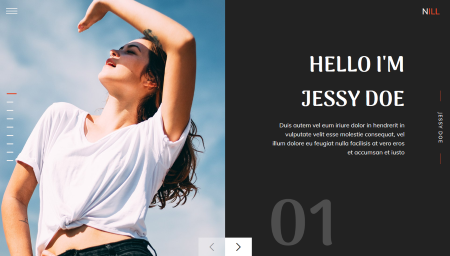 NILL
HELLO I'M
JESSY DOE
Duis autem vel eum iriure dolor in hendrerit in
vulputate velit esse molestie consequat, vel
illum dolore eu feugiat nulla facilisis at vero eros
et accumsan et iusto
JESSY DOE
01